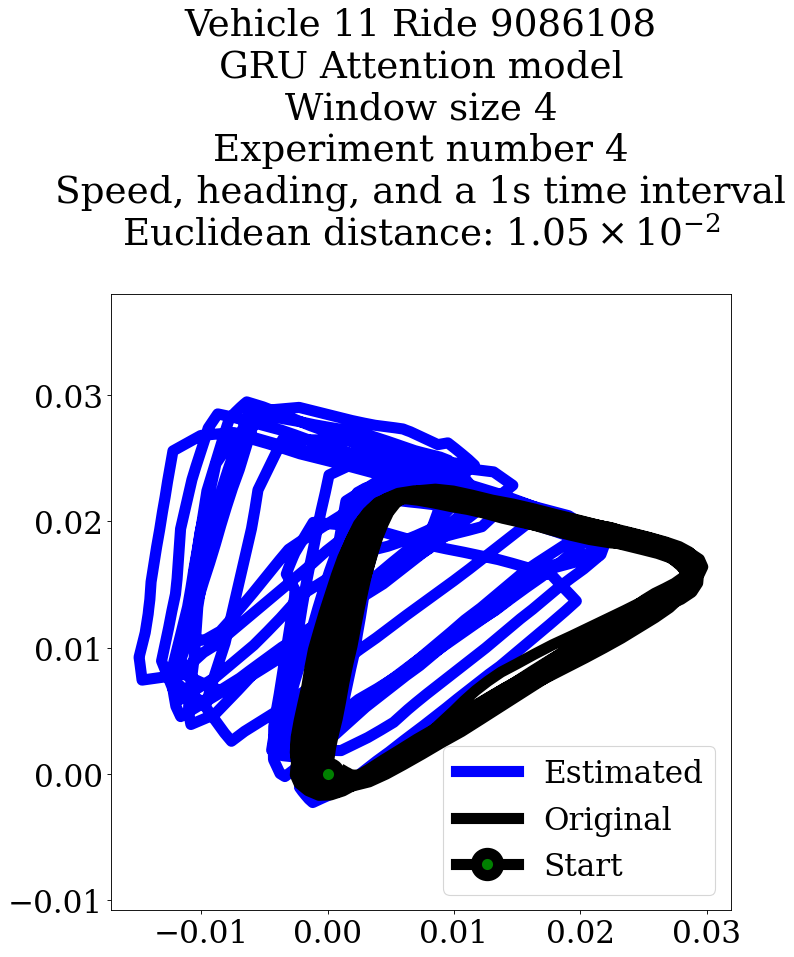 Vehicle 11 Ride 9086108
GRU Attention model
Window size 4
Experiment number 4
Speed, heading, and a 1s time interval
Euclidean distance: 1.05 × 10⁻²
0.03
0.02
0.01
0.00
−0.01
−0.01 0.00 0.01 0.02 0.03
Estimated
Original
Start